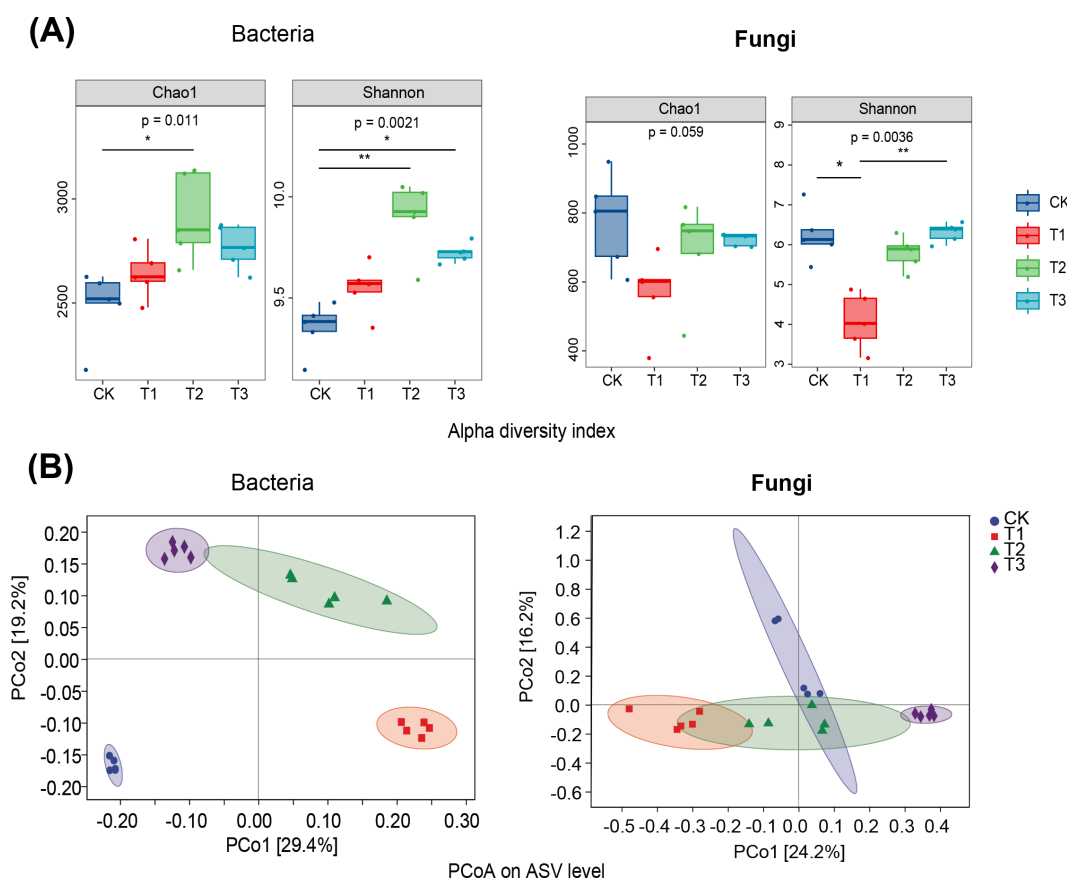 (A)
Bacteria
Fungi
Chao1
Shannon
Chao1
Shannon
p = 0.011
*
p = 0.0021
*
**
p = 0.059
p = 0.0036
*
**
3000
2500
10.0
9.5
1000
800
600
400
9
8
7
6
5
4
3
CK T1 T2 T3
CK T1 T2 T3
CK T1 T2 T3
CK T1 T2 T3
CK
T1
T2
T3
Alpha diversity index
(B)
Bacteria
Fungi
PCo2 [19.2%]
0.20
0.15
0.10
0.05
0.00
-0.05
-0.10
-0.15
-0.20
-0.20 -0.10 0.00 0.10 0.20 0.30
PCo1 [29.4%]
PCo2 [16.2%]
1.2
1.0
0.8
0.6
0.4
0.2
0.0
-0.2
-0.4
-0.6
-0.5 -0.4 -0.3 -0.2 -0.1 0.0 0.1 0.2 0.3 0.4
PCo1 [24.2%]
CK
T1
T2
T3
PCoA on ASV level